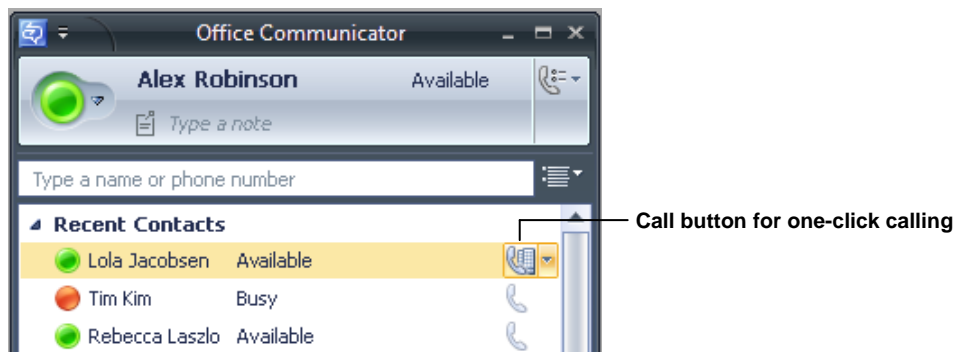 Office Communicator
Alex Robinson Available
Type a note
Type a name or phone number
Recent Contacts
Call button for one-click calling
Lola Jacobsen Available
Tim Kim Busy
Rebecca Laszlo Available